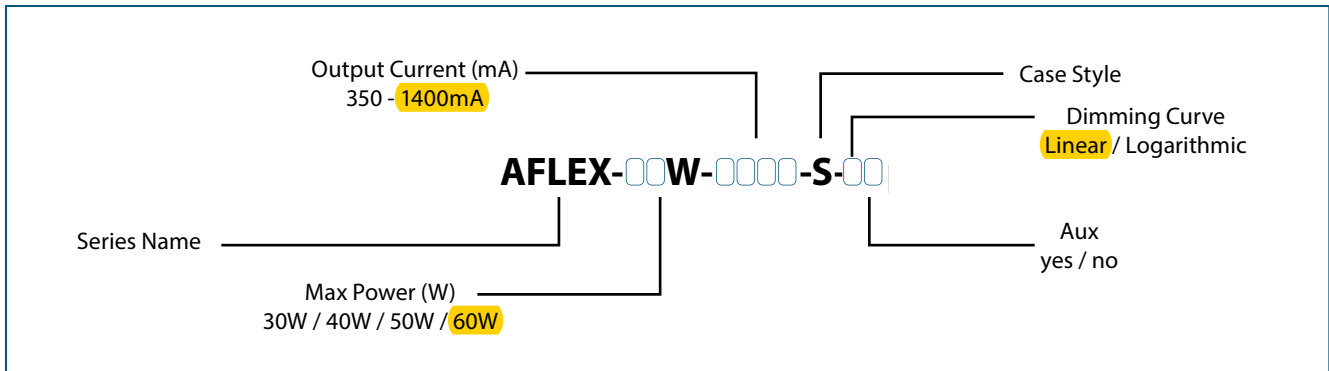 Output Current (mA)
350 - 1400mA
Case Style
Dimming Curve
Linear / Logarithmic
AFLEX-▯▯W-▯▯▯▯-S-▯▯
Series Name
Aux
yes / no
Max Power (W)
30W / 40W / 50W / 60W